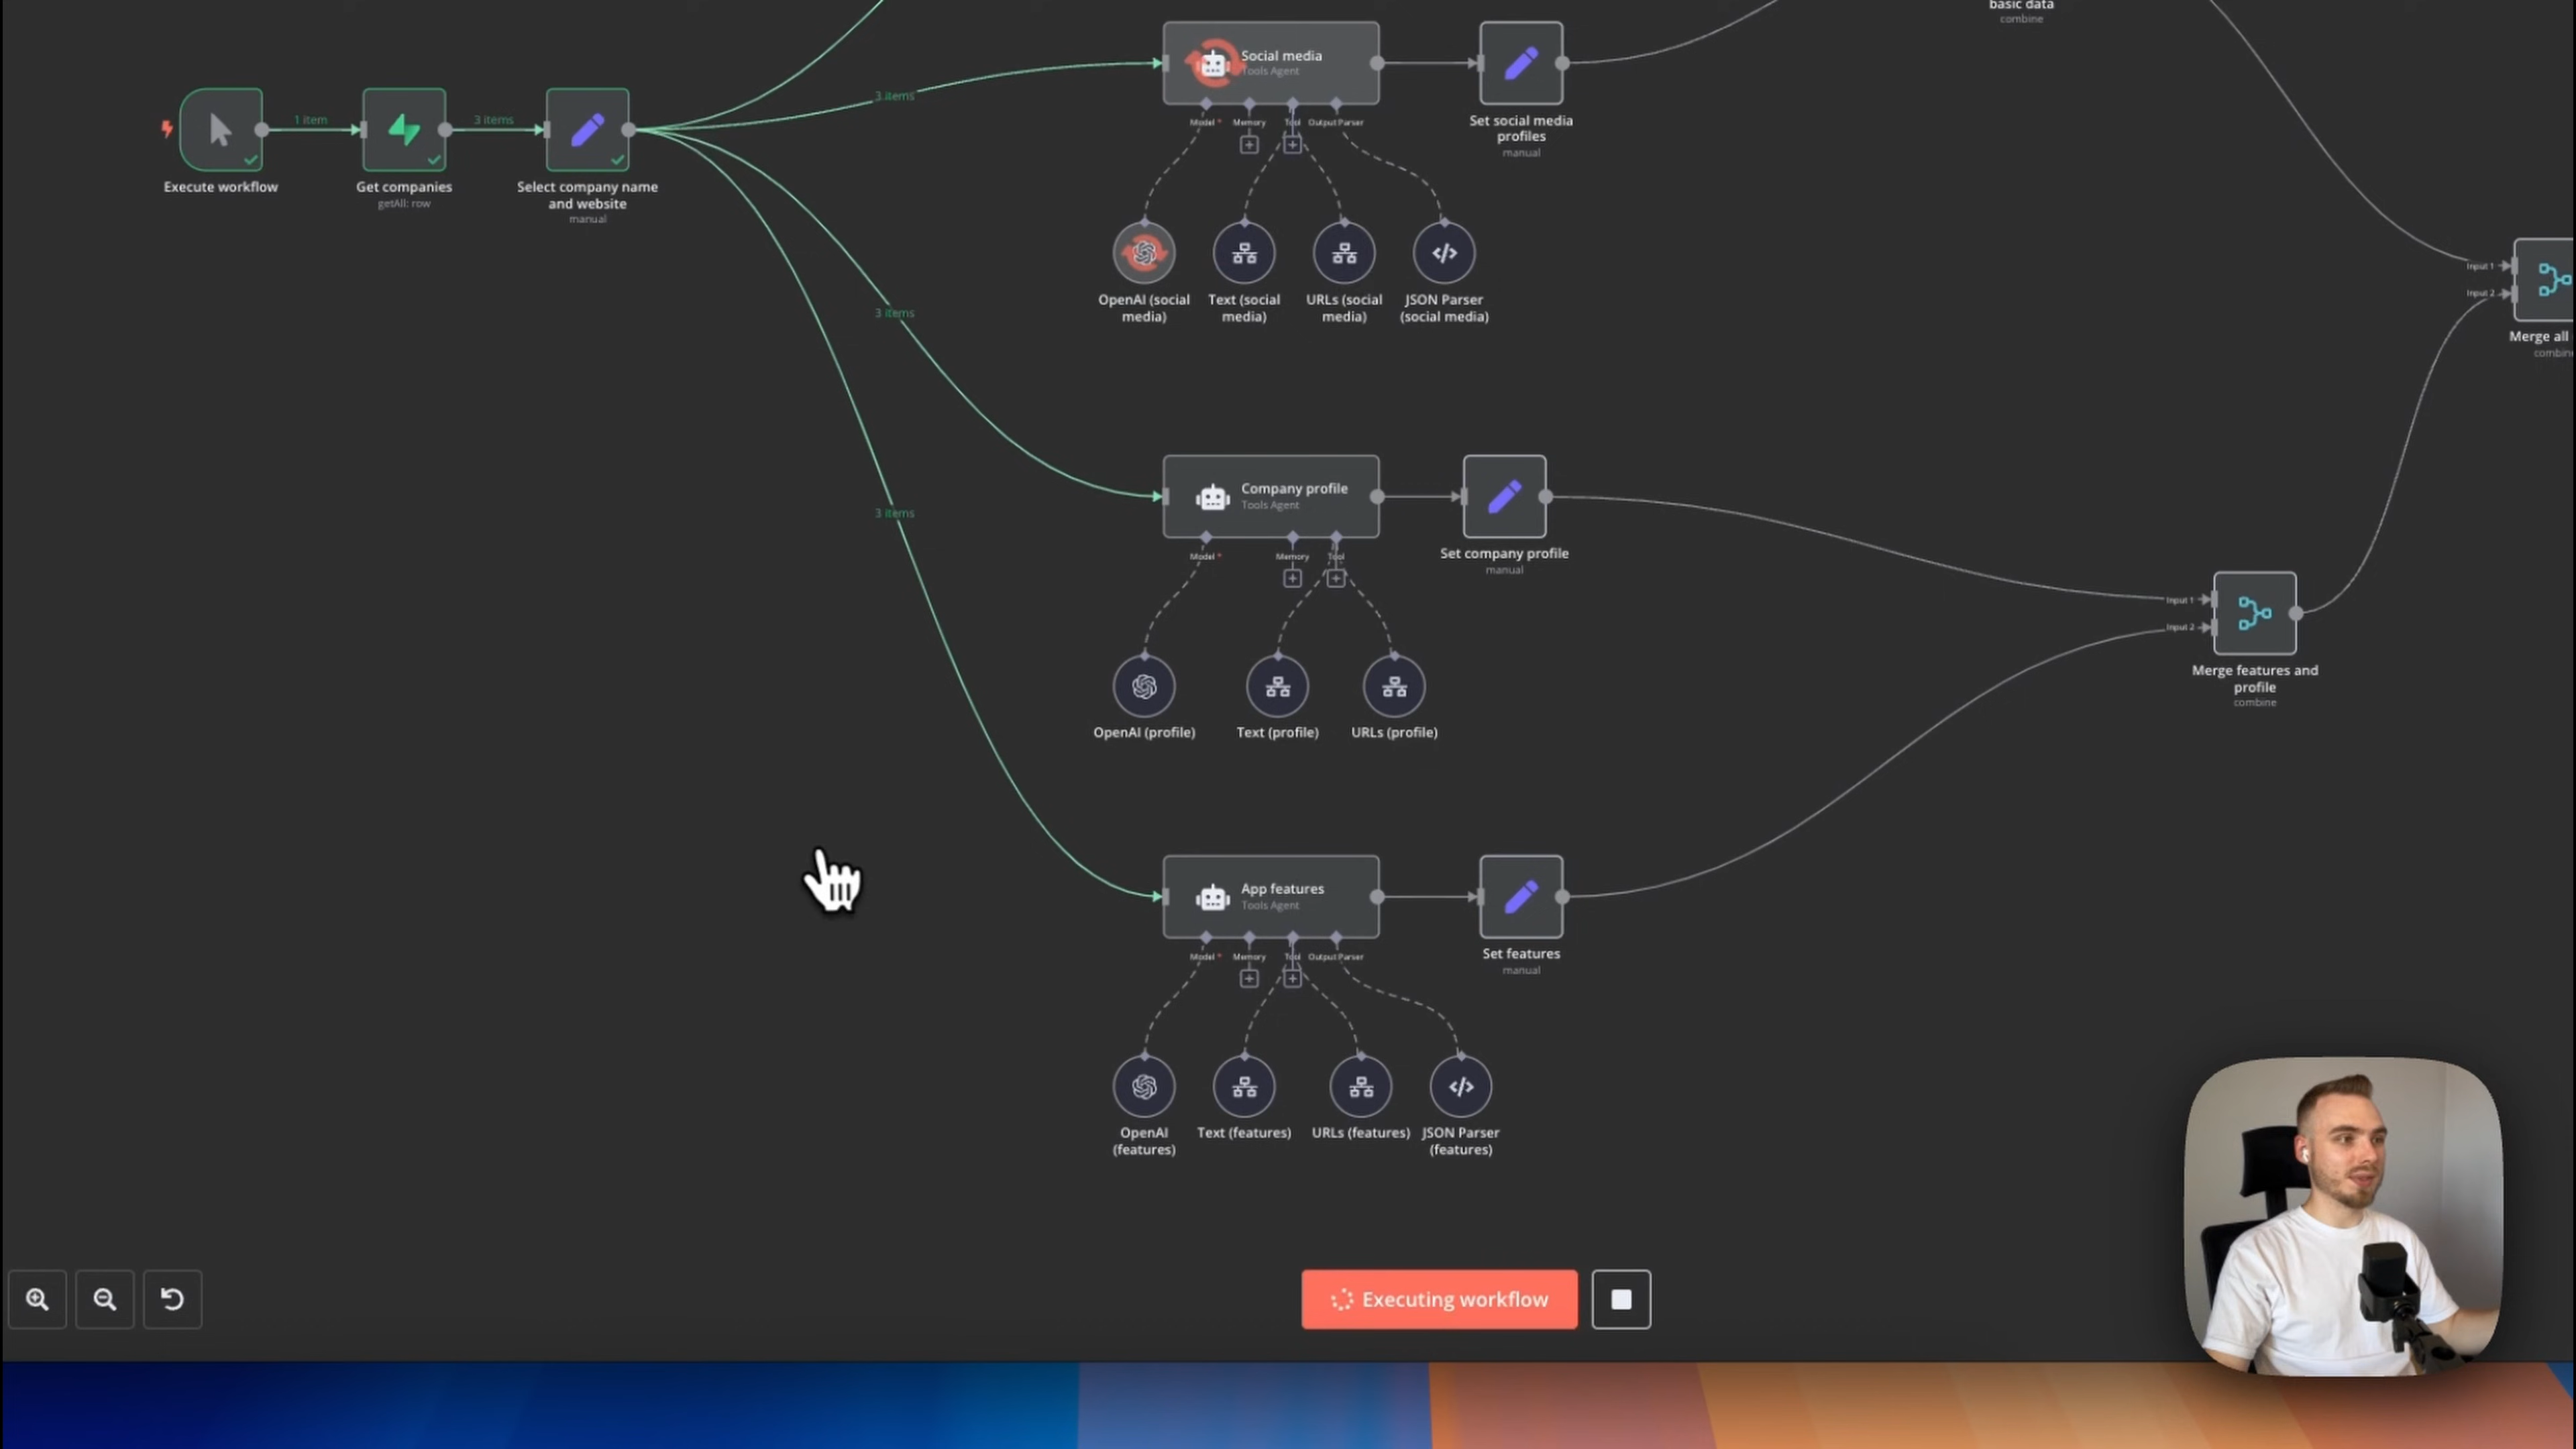 basic data
combine
Social media
Tools Agent
3 items
Model *
Memory
Tool
Output Parser
Set social media
profiles
manual
1 item
3 items
Execute workflow
Get companies
getAll: row
Select company name
and website
manual
OpenAI (social
media)
Text (social
media)
URLs (social
media)
JSON Parser
(social media)
Input 1
Input 2
Merge all
3 items
Company profile
Tools Agent
Model *
Memory
Tool
Set company profile
manual
3 items
OpenAI (profile)
Text (profile)
URLs (profile)
Input 1
Input 2
Merge features and
profile
combine
App features
Tools Agent
Model *
Memory
Tool
Output Parser
Set features
manual
OpenAI
(features)
Text (features)
URLs (features)
JSON Parser
(features)
Executing workflow